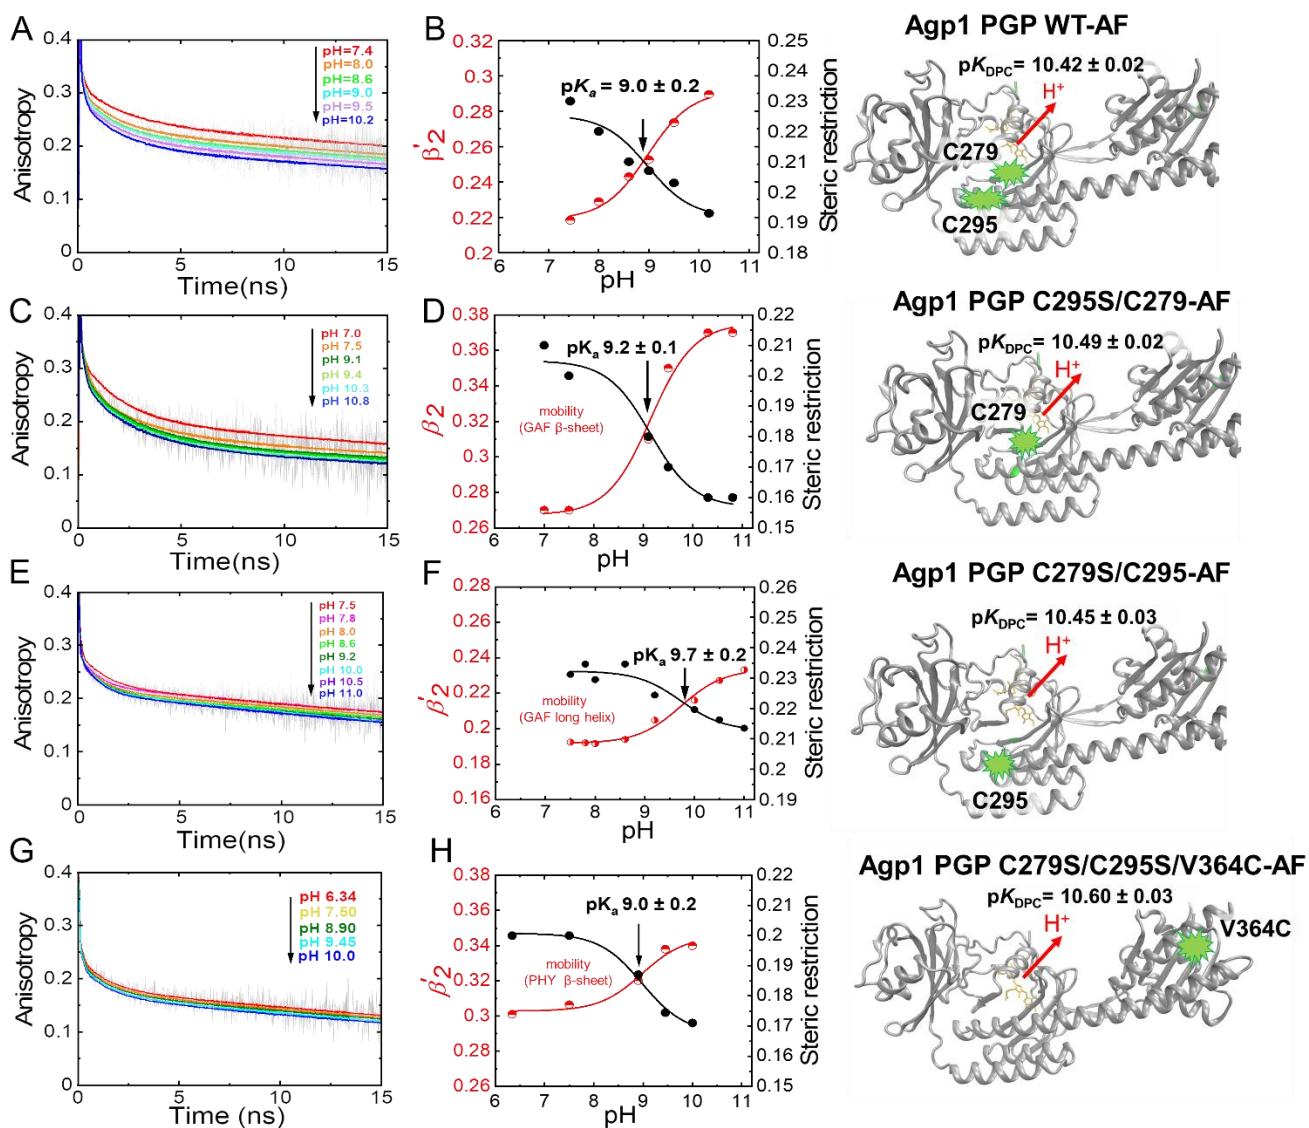 A
0.4
0.3
0.2
0.1
0
Anisotropy
pH=7.4
pH=8.0
pH=8.6
pH=9.0
pH=9.5
pH=10.2
5
10
15
Time(ns)
B
0.32
0.3
0.28
0.26
0.24
0.22
0.2
β'2
pKa = 9.0 ± 0.2
0.25
0.24
0.23
0.22
0.21
0.2
0.19
0.18
Steric restriction
6 7 8 9 10 11
pH
Agp1 PGP WT-AF
pKDPC = 10.42 ± 0.02
H+
C279
C295
C
0.4
0.3
0.2
0.1
0
Anisotropy
pH 7.0
pH 7.5
pH 9.1
pH 9.4
pH 10.3
pH 10.8
5
10
15
Time(ns)
D
0.38
0.36
0.34
0.32
0.3
0.28
0.26
β2
pKa 9.2 ± 0.1
mobility
(GAF β-sheet)
0.22
0.21
0.20
0.19
0.18
0.17
0.16
0.15
Steric restriction
6 7 8 9 10 11
pH
Agp1 PGP C295S/C279-AF
pKDPC = 10.49 ± 0.02
H+
C279
E
0.4
0.3
0.2
0.1
0
Anisotropy
pH 7.5
pH 7.8
pH 8.0
pH 8.6
pH 9.2
pH 10.0
pH 10.5
pH 11.0
5
10
15
Time(ns)
F
0.28
0.26
0.24
0.22
0.20
0.18
0.16
β'2
pKa 9.7 ± 0.2
mobility
(GAF long helix)
0.26
0.25
0.24
0.23
0.22
0.21
0.2
0.19
Steric restriction
6 7 8 9 10 11
pH
Agp1 PGP C279S/C295-AF
pKDPC = 10.45 ± 0.03
H+
C295
G
0.4
0.3
0.2
0.1
0
Anisotropy
pH 6.34
pH 7.50
pH 8.90
pH 9.45
pH 10.0
5
10
15
Time (ns)
H
0.38
0.36
0.34
0.32
0.30
0.28
0.26
β'2
pKa 9.0 ± 0.2
mobility
(PHY β-sheet)
0.22
0.21
0.20
0.19
0.18
0.17
0.16
0.15
Steric restriction
6 7 8 9 10 11
pH
Agp1 PGP C279S/C295S/V364C-AF
pKDPC = 10.60 ± 0.03
H+
V364C